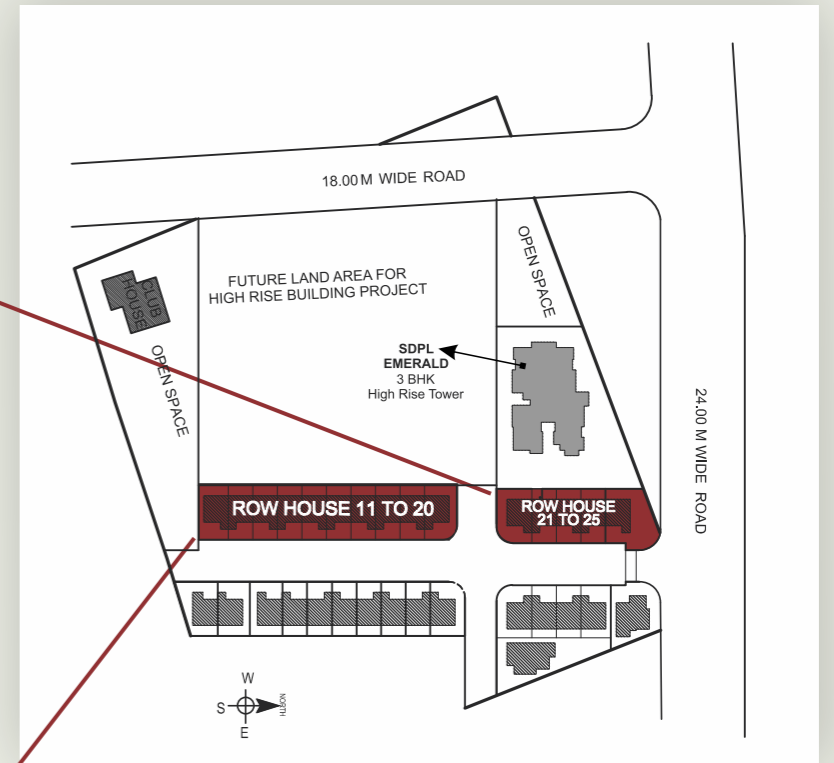 18.00 M WIDE ROAD
OPEN SPACE
FUTURE LAND AREA FOR
HIGH RISE BUILDING PROJECT
CLUB
HOUSE
OPEN SPACE
SDPL
EMERALD
3 BHK
High Rise Tower
24.00 M WIDE ROAD
ROW HOUSE 11 TO 20
ROW HOUSE
21 TO 25
W
S
NORTH
E